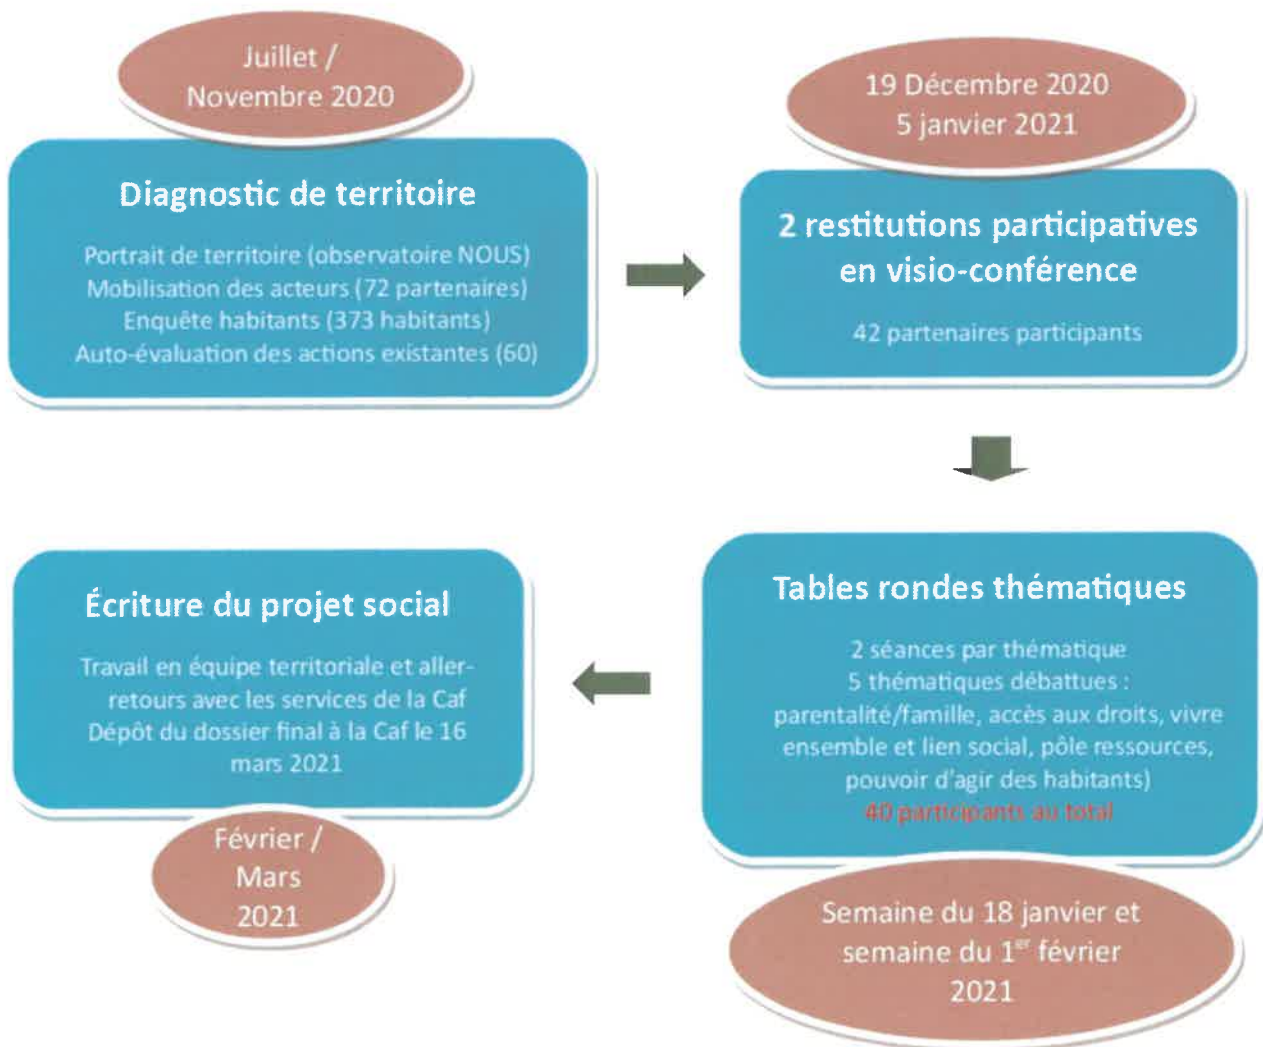 Juillet /
Novembre 2020
Diagnostic de territoire
Portrait de territoire (observatoire NOUS)
Mobilisation des acteurs (72 partenaires)
Enquête habitants (373 habitants)
Auto-évaluation des actions existantes (60)
19 Décembre 2020
5 janvier 2021
2 restitutions participatives
en visio-conférence
42 partenaires participants
Tables rondes thématiques
2 séances par thématique
5 thématiques débattues :
parentalité/famille, accès aux droits, vivre
ensemble et lien social, pôle ressources,
pouvoir d'agir des habitants)
40 participants au total
Semaine du 18 janvier et
semaine du 1er février
2021
Écriture du projet social
Travail en équipe territoriale et aller-
retours avec les services de la Caf
Dépôt du dossier final à la Caf le 16
mars 2021
Février /
Mars
2021